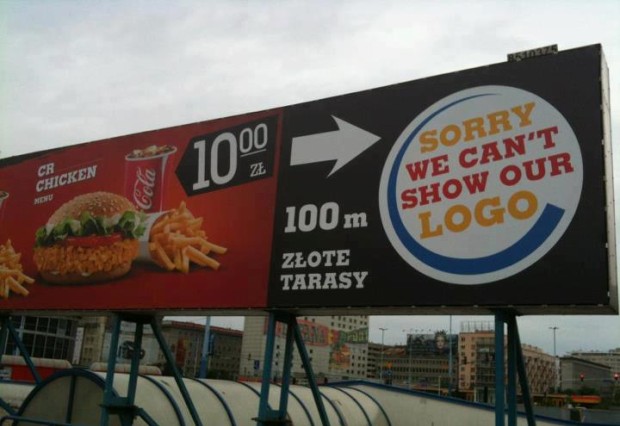 CR
CHICKEN
MENU
Coca-Cola
10 00
ZŁ
100 m
ZŁOTE
TARASY
SORRY
WE CAN'T
SHOW OUR
LOGO